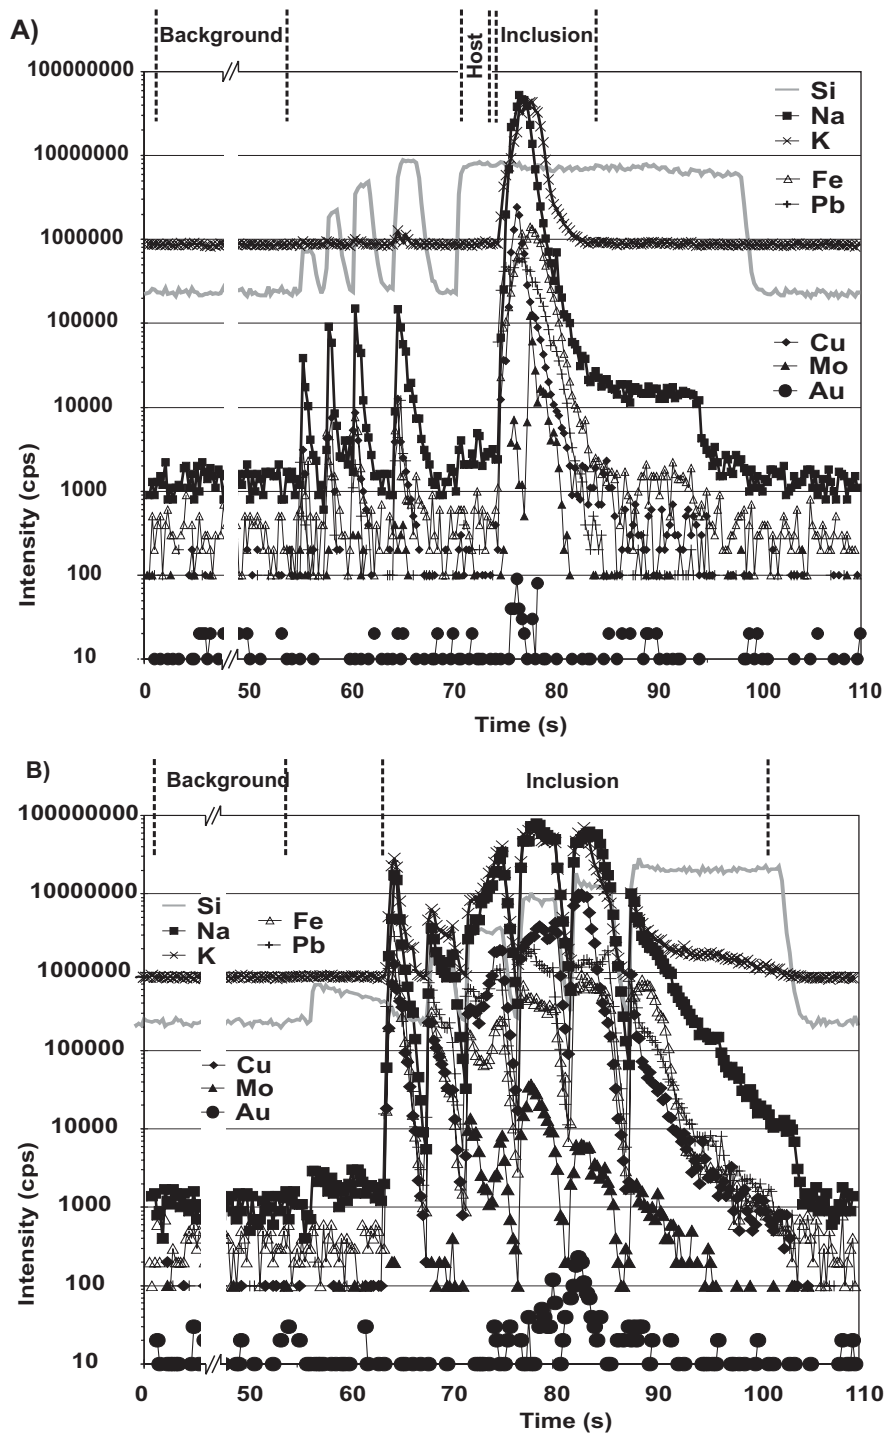 A)
Background
Host
Inclusion
100000000
10000000
1000000
100000
10000
1000
100
10
Si
Na
K
Fe
Pb
Cu
Mo
Au
Intensity (cps)
0 50 60 70 80 90 100 110
Time (s)
B)
Background
Inclusion
100000000
10000000
1000000
100000
10000
1000
100
10
Si
Na
K
Fe
Pb
Cu
Mo
Au
Intensity (cps)
0 50 60 70 80 90 100 110
Time (s)